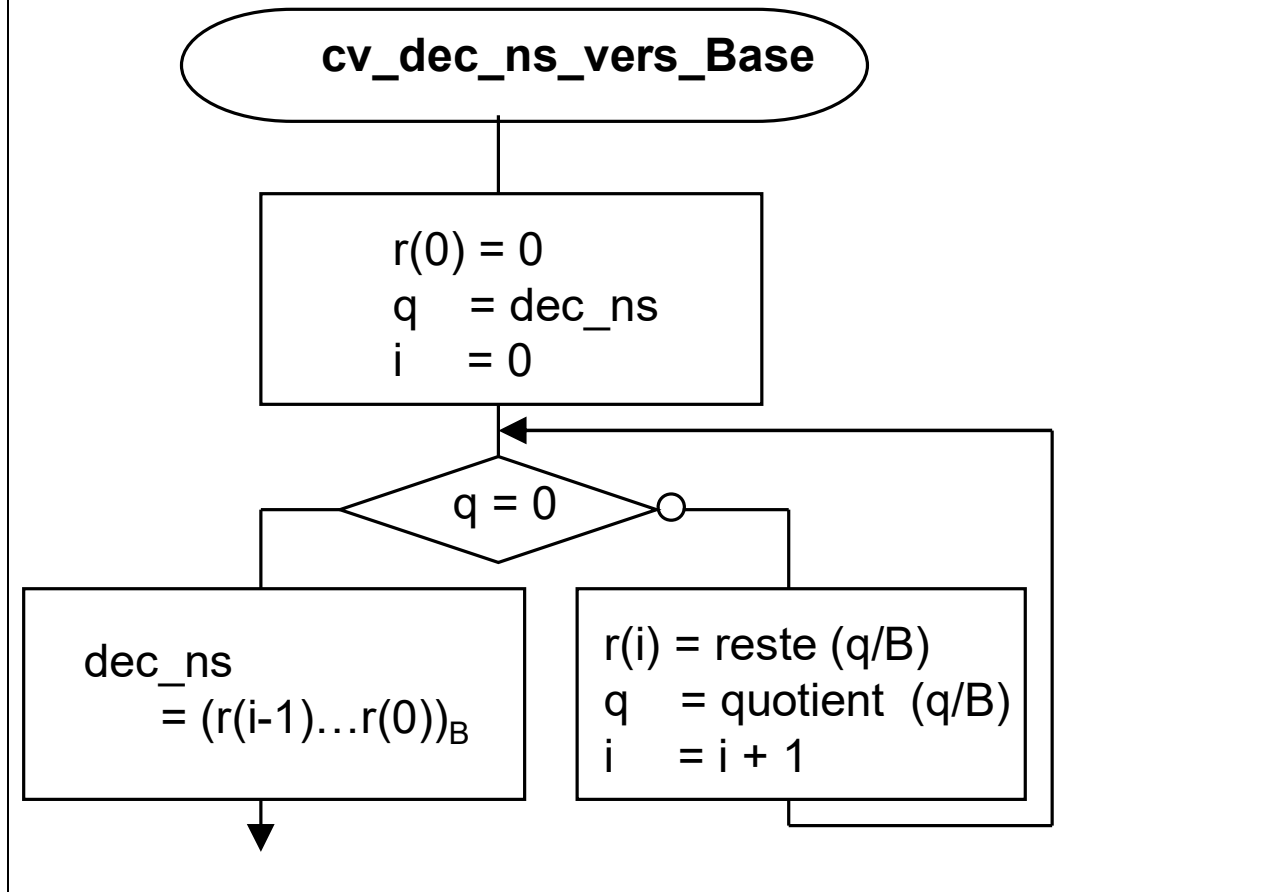 cv_dec_ns_vers_Base
r(0) = 0
q = dec_ns
i = 0
q = 0
dec_ns
= (r(i-1)…r(0))B
r(i) = reste (q/B)
q = quotient (q/B)
i = i + 1